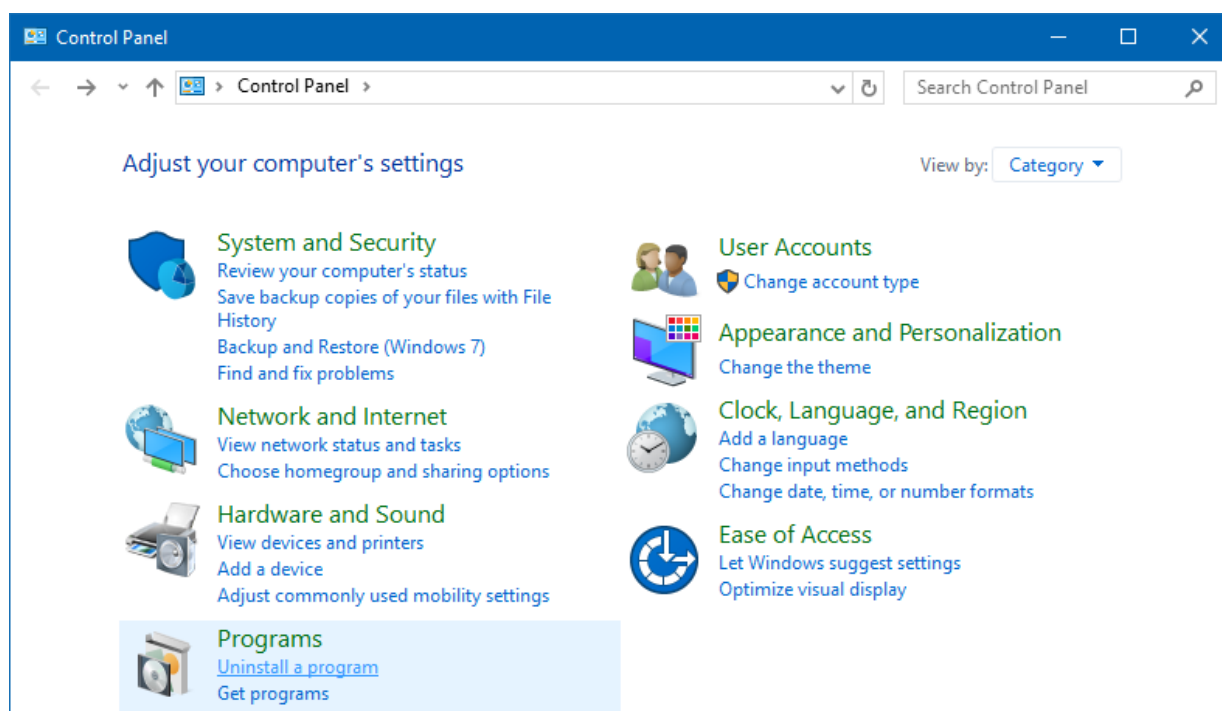 Control Panel
Control Panel
Search Control Panel
Adjust your computer's settings
View by: Category
System and Security
Review your computer's status
Save backup copies of your files with File
History
Backup and Restore (Windows 7)
Find and fix problems
Network and Internet
View network status and tasks
Choose homegroup and sharing options
Hardware and Sound
View devices and printers
Add a device
Adjust commonly used mobility settings
Programs
Uninstall a program
Get programs
User Accounts
Change account type
Appearance and Personalization
Change the theme
Clock, Language, and Region
Add a language
Change input methods
Change date, time, or number formats
Ease of Access
Let Windows suggest settings
Optimize visual display